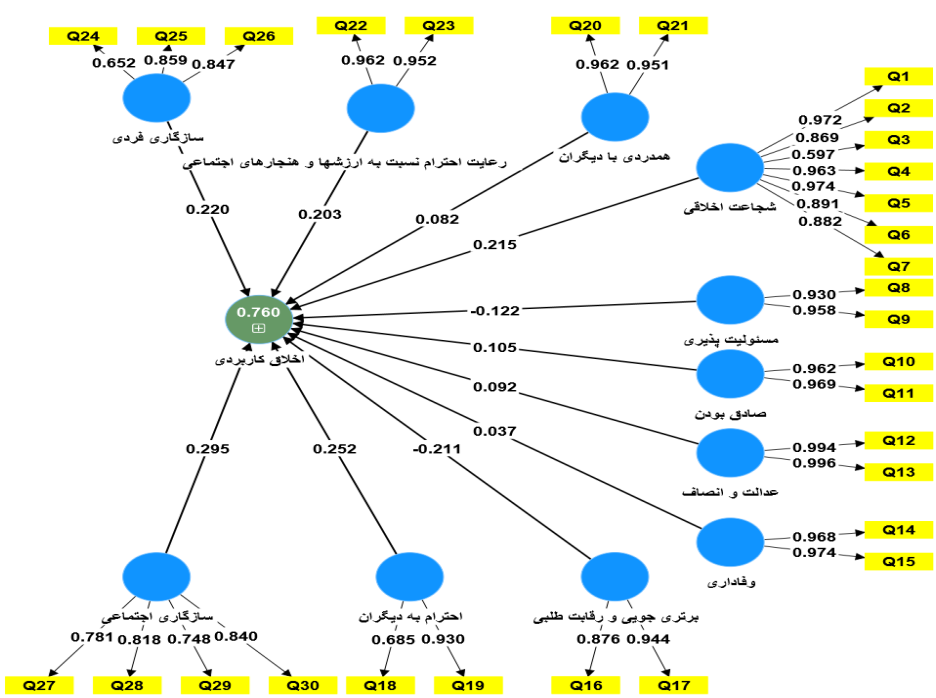 Q24
Q25
Q26
Q22
Q23
Q20
Q21
Q1
Q2
Q3
Q4
Q5
Q6
Q7
0.652
0.859
0.847
0.962
0.952
0.962
0.951
0.972
0.869
0.597
0.963
0.974
0.891
0.882
سازگاری فردی
رعایت احترام نسبت به ارزشها و هنجارهای اجتماعی
همدردی با دیگران
شجاعت اخلاقی
0.220
0.203
0.082
0.215
0.760
اخلاق کاربردی
-0.122
0.930
0.958
Q8
Q9
مسئولیت پذیری
0.105
0.962
0.969
Q10
Q11
صادق بودن
0.092
0.994
0.996
Q12
Q13
عدالت و انصاف
0.037
0.968
0.974
Q14
Q15
وفاداری
0.295
0.252
-0.211
سازگاری اجتماعی
احترام به دیگران
برتری جویی و رقابت طلبی
0.781
0.818
0.748
0.840
0.685
0.930
0.876
0.944
Q27
Q28
Q29
Q30
Q18
Q19
Q16
Q17